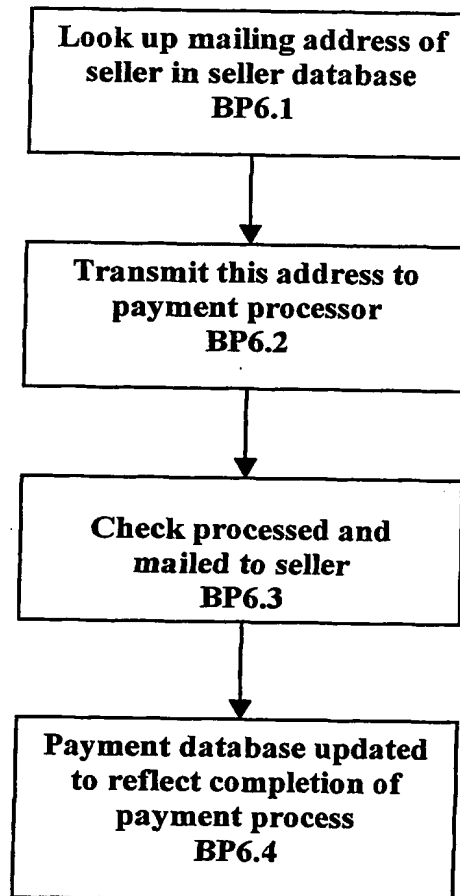 Look up mailing address of
seller in seller database
BP6.1
Transmit this address to
payment processor
BP6.2
Check processed and
mailed to seller
BP6.3
Payment database updated
to reflect completion of
payment process
BP6.4